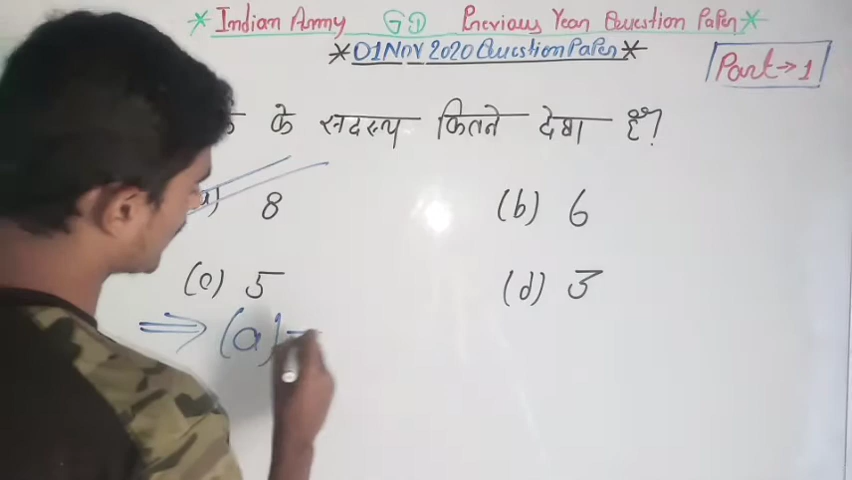 * Indian Army GD Previous Year Question Paper *
* 01 Nov 2020 Question Paper *
Part → 1
के सदस्य कितने देश हैं?
(a) 8 (b) 6
(c) 5 (d) 3
⇒ (a)